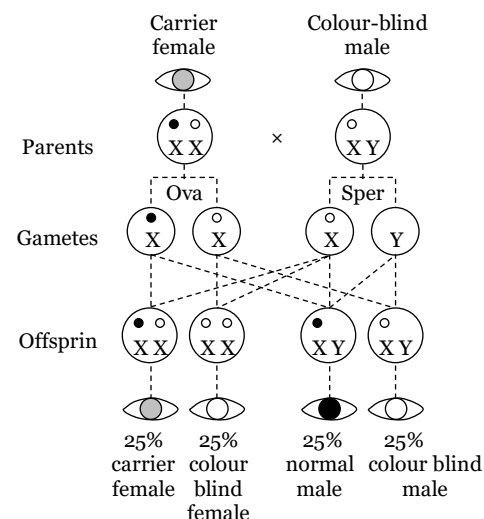 Carrier female
Colour-blind male
Parents
X X
×
X Y
Ova
Sper
Gametes
X
X
X
Y
Offsprin
X X
X X
X Y
X Y
25% carrier female
25% colour blind female
25% normal male
25% colour blind male